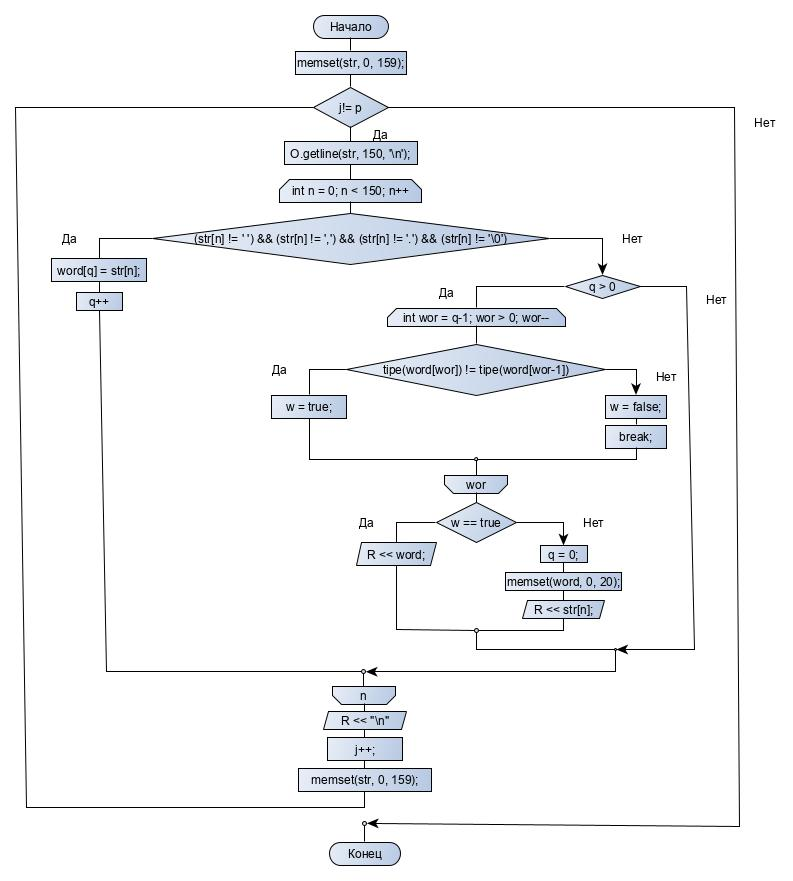 Начало
memset(str, 0, 159);
j!= p
Нет
Да
O.getline(str, 150, '\n');
int n = 0; n < 150; n++
Да
(str[n] != ' ') && (str[n] != ',') && (str[n] != '.') && (str[n] != '\0')
Нет
word[q] = str[n];
q++
q > 0
Да
Нет
int wor = q-1; wor > 0; wor--
Да
tipe(word[wor]) != tipe(word[wor-1])
Нет
w = true;
w = false;
break;
wor
Да
w == true
Нет
R << word;
q = 0;
memset(word, 0, 20);
R << str[n];
n
R << "\n"
j++;
memset(str, 0, 159);
Конец